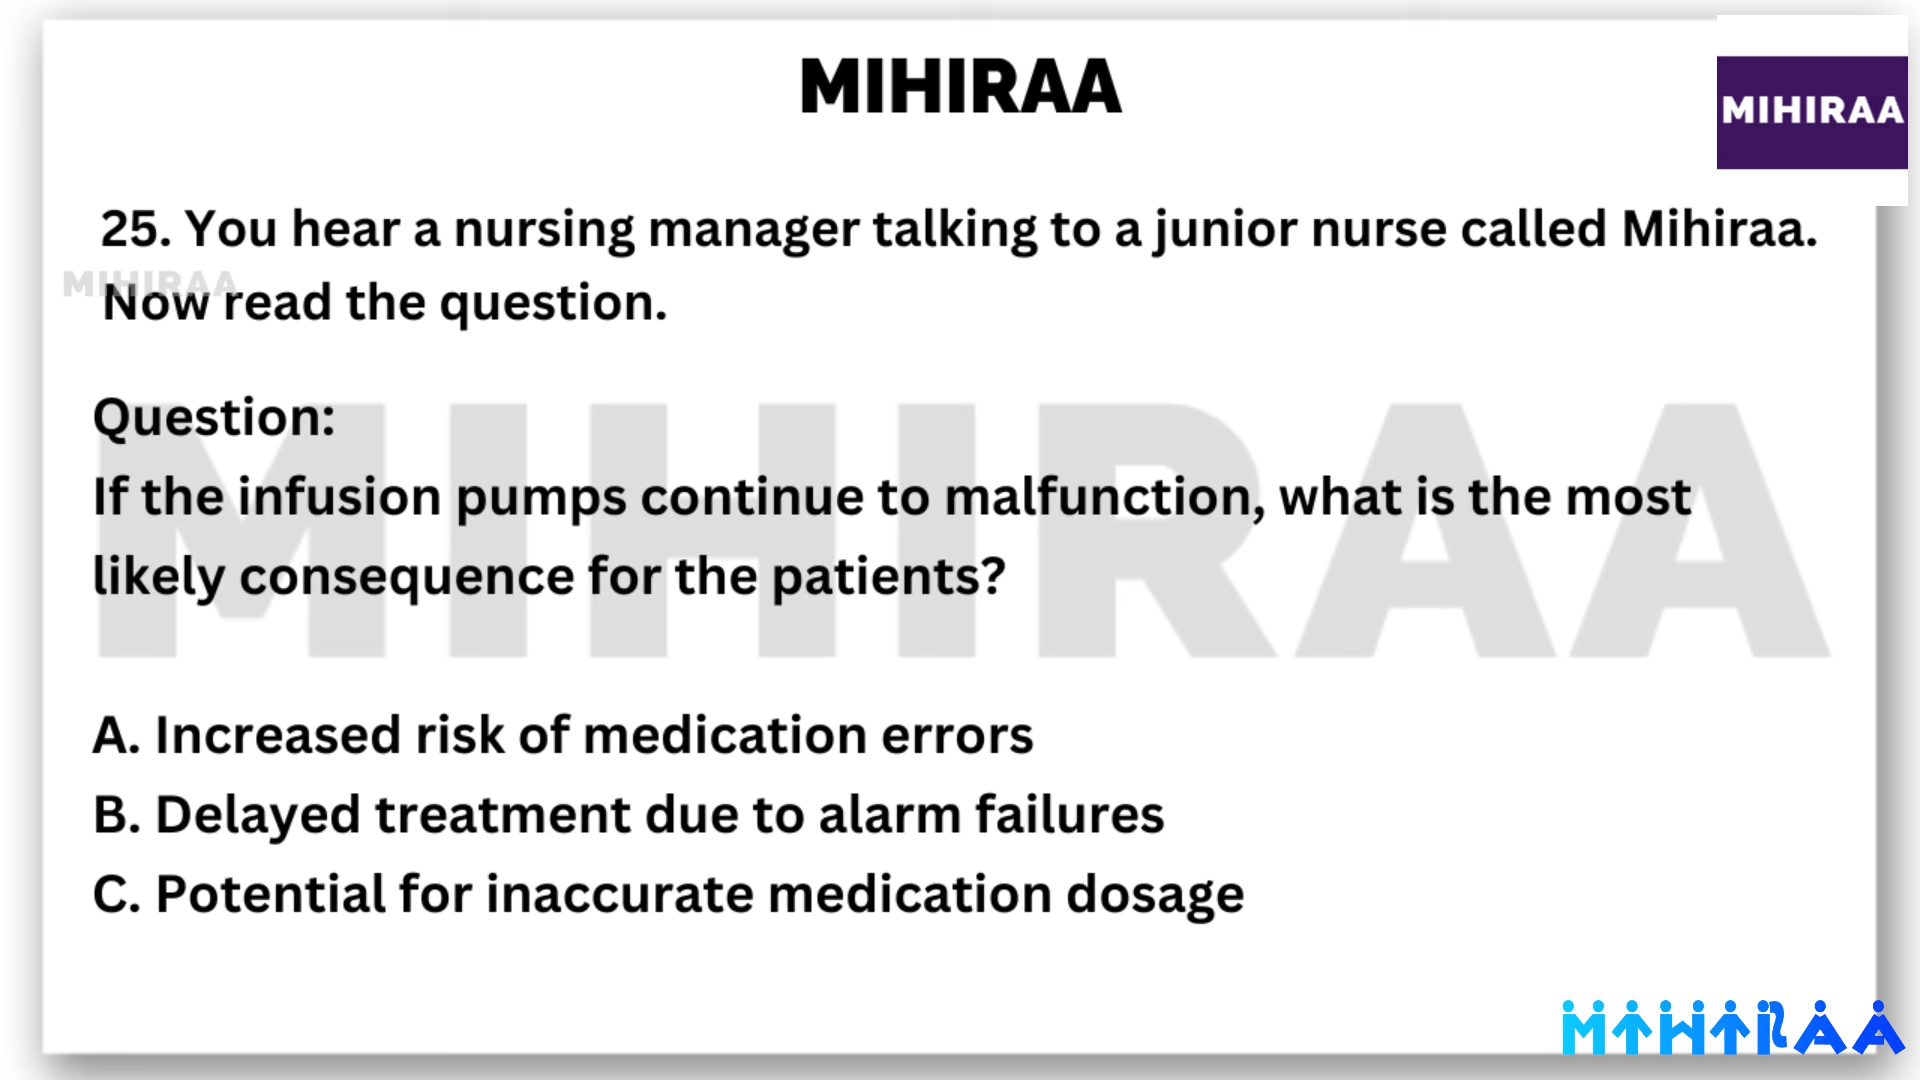 MIHIRAA
MIHIRAA
25. You hear a nursing manager talking to a junior nurse called Mihiraa.
MIHIRAA
Now read the question.
MIHIRAA
Question:
If the infusion pumps continue to malfunction, what is the most
likely consequence for the patients?
A. Increased risk of medication errors
B. Delayed treatment due to alarm failures
C. Potential for inaccurate medication dosage
MIHIRAA